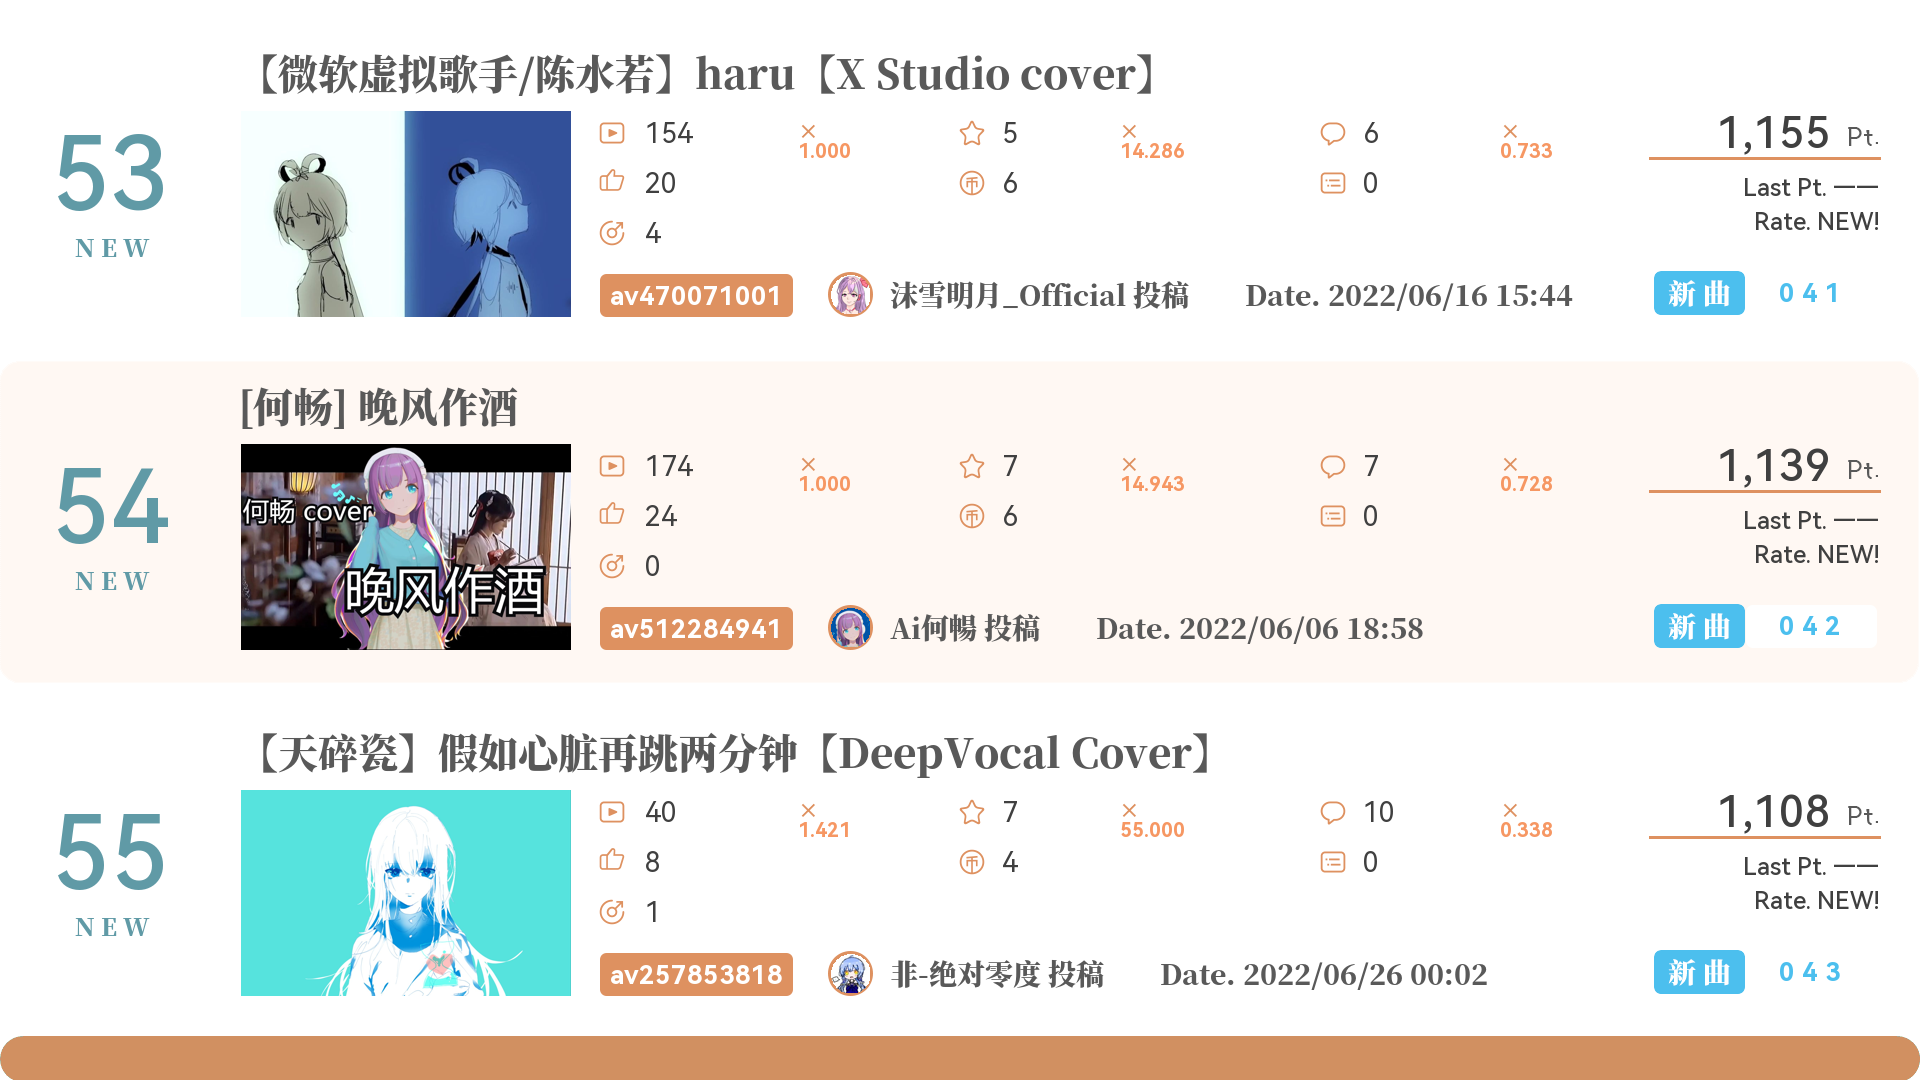 【微软虚拟歌手/陈水若】haru【X Studio cover】
53
NEW
154 × 1.000 5 × 14.286 6 × 0.733
20 6 0
4
1,155 Pt.
Last Pt. ——
Rate. NEW!
av470071001 沫雪明月_Official 投稿 Date. 2022/06/16 15:44 新曲 041
[何畅] 晚风作酒
54
NEW
何畅 cover
晚风作酒
174 × 1.000 7 × 14.943 7 × 0.728
24 币 6 0
0
1,139 Pt.
Last Pt. ——
Rate. NEW!
av512284941 Ai何暢 投稿 Date. 2022/06/06 18:58 新曲 042
【天碎瓷】假如心脏再跳两分钟【DeepVocal Cover】
55
NEW
40 × 1.421 7 × 55.000 10 × 0.338
8 4 0
1
1,108 Pt.
Last Pt. ——
Rate. NEW!
av257853818 非-绝对零度 投稿 Date. 2022/06/26 00:02 新曲 043